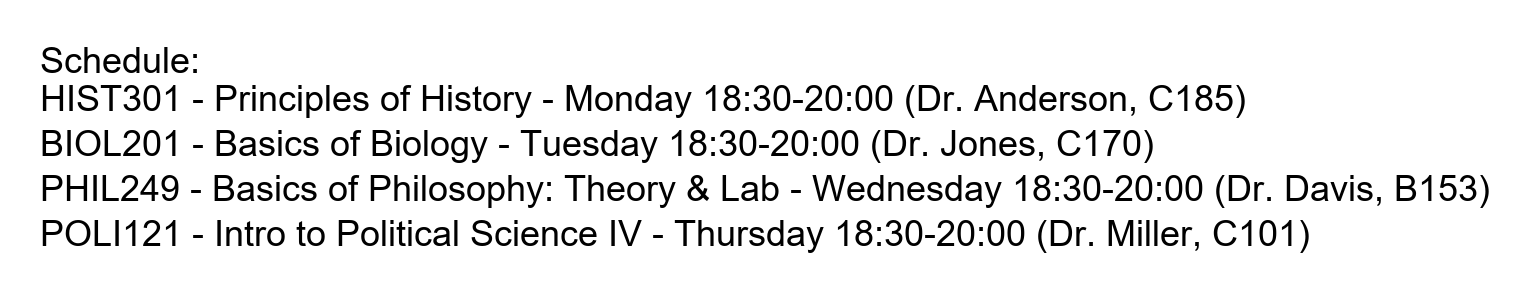 Schedule:
HIST301 - Principles of History - Monday 18:30-20:00 (Dr. Anderson, C185)
BIOL201 - Basics of Biology - Tuesday 18:30-20:00 (Dr. Jones, C170)
PHIL249 - Basics of Philosophy: Theory & Lab - Wednesday 18:30-20:00 (Dr. Davis, B153)
POLI121 - Intro to Political Science IV - Thursday 18:30-20:00 (Dr. Miller, C101)